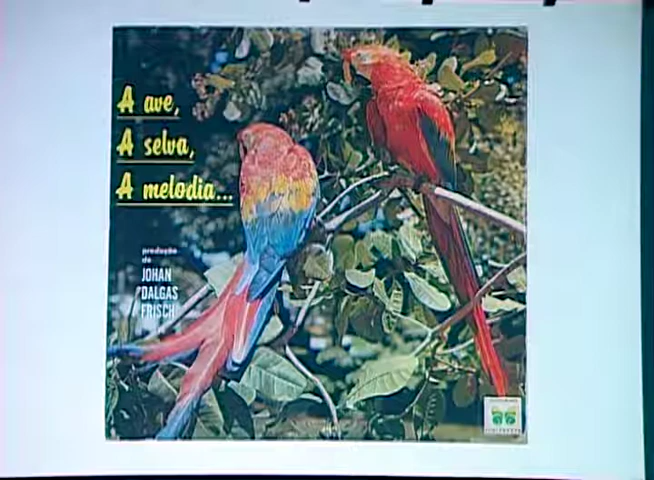 A ave,
A selva,
A melodia...
produção
de
JOHAN
DALGAS
FRISCH